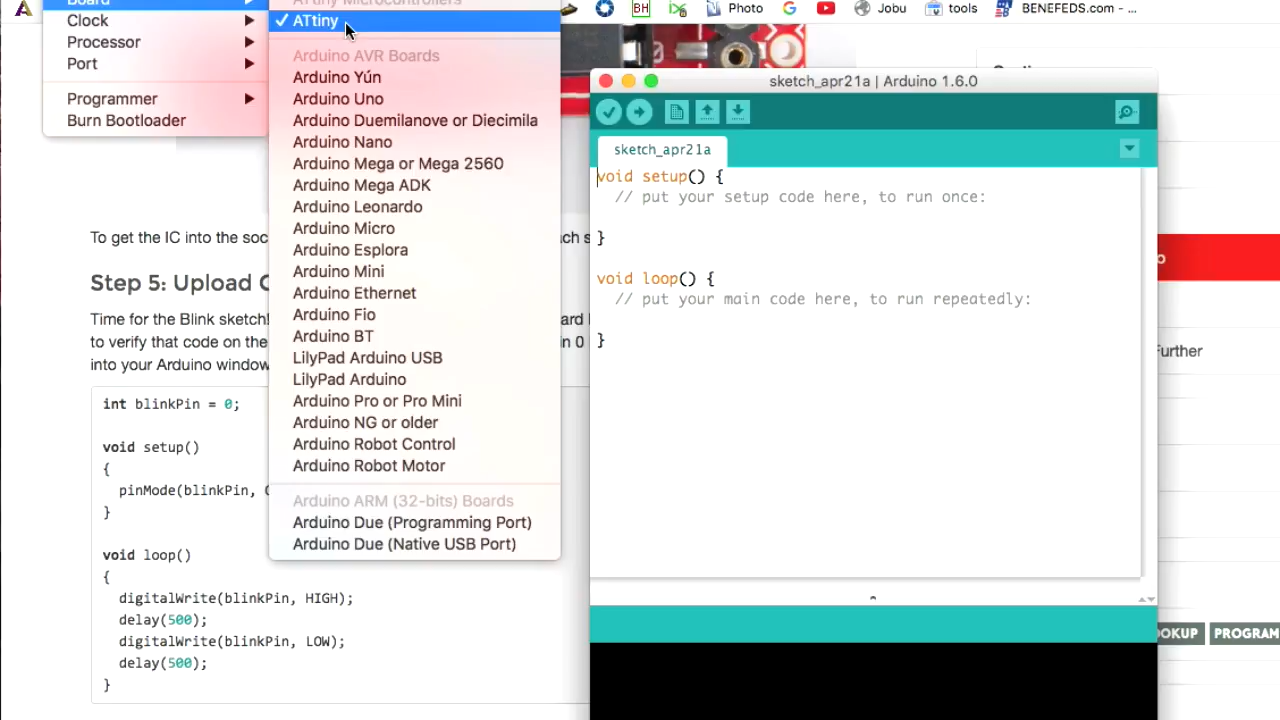 Board
Clock
Processor
Port
Programmer
Burn Bootloader
ATtiny Microcontrollers
✓ ATtiny
Arduino AVR Boards
Arduino Yún
Arduino Uno
Arduino Duemilanove or Diecimila
Arduino Nano
Arduino Mega or Mega 2560
Arduino Mega ADK
Arduino Leonardo
Arduino Micro
Arduino Esplora
Arduino Mini
Arduino Ethernet
Arduino Fio
Arduino BT
LilyPad Arduino USB
LilyPad Arduino
Arduino Pro or Pro Mini
Arduino NG or older
Arduino Robot Control
Arduino Robot Motor
Arduino ARM (32-bits) Boards
Arduino Due (Programming Port)
Arduino Due (Native USB Port)
BH
Photo
G
Jobu
tools
BENEFEDS.com - ...
To get the IC into the soc
Step 5: Upload
Time for the Blink sketch!
to verify that code on the
in 0
into your Arduino window
int blinkPin = 0;
void setup()
{
pinMode(blinkPin,
}
void loop()
{
digitalWrite(blinkPin, HIGH);
delay(500);
digitalWrite(blinkPin, LOW);
delay(500);
}
sketch_apr21a | Arduino 1.6.0
sketch_apr21a
void setup() {
// put your setup code here, to run once:
}
void loop() {
// put your main code here, to run repeatedly:
}
Further
OOKUP
PROGRAM